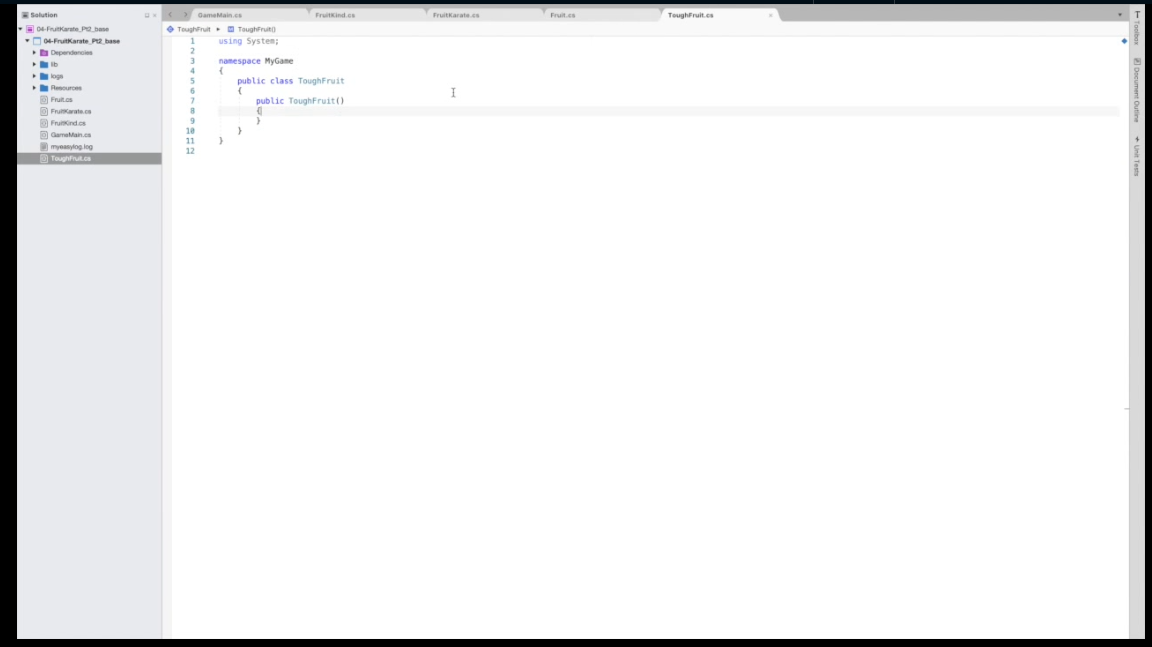 Solution
04-FruitKarate_Pt2_base
04-FruitKarate_Pt2_base
Dependencies
lib
logs
Resources
Fruit.cs
FruitKarate.cs
FruitKind.cs
GameMain.cs
myeasylog.log
ToughFruit.cs
GameMain.cs
FruitKind.cs
FruitKarate.cs
Fruit.cs
ToughFruit.cs
ToughFruit
ToughFruit()
1 using System;
2
3 namespace MyGame
4 {
5 public class ToughFruit
6 {
7 public ToughFruit()
8 {
9 }
10 }
11 }
12
Toolbox
Document Outline
Unit Tests